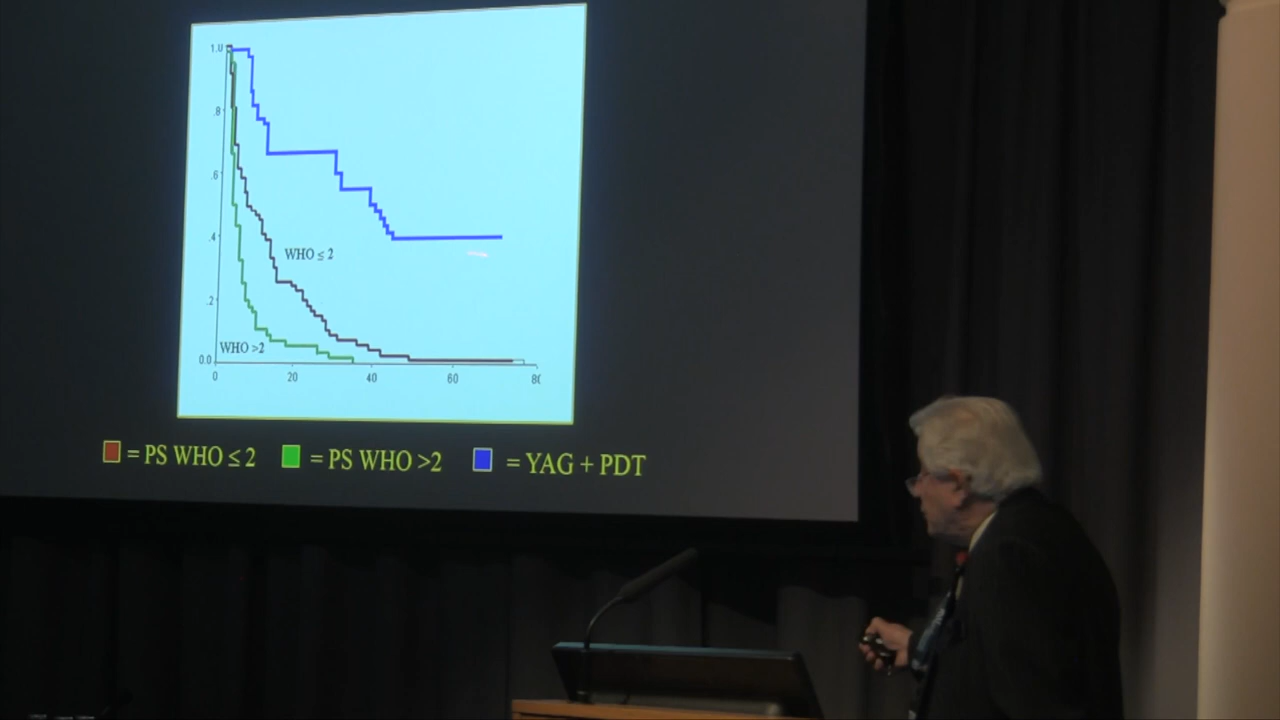 1.0
.8
.6
.4
WHO ≤ 2
.2
WHO >2
0.0
0 20 40 60 80
= PS WHO ≤ 2 = PS WHO >2 = YAG + PDT